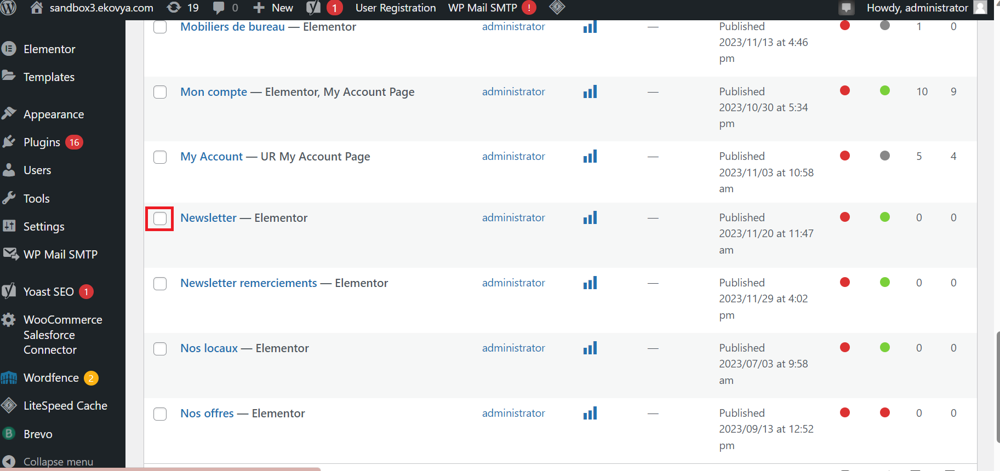 sandbox3.ekovya.com 19 0 New 1 User Registration WP Mail SMTP ! Howdy, administrator
Elementor
Templates
Appearance
Plugins 16
Users
Tools
Settings
WP Mail SMTP
Yoast SEO 1
WooCommerce
Salesforce
Connector
Wordfence 2
LiteSpeed Cache
B Brevo
Collapse menu
Mobiliers de bureau — Elementor administrator — Published 1 0
2023/11/13 at 4:46
pm
Mon compte — Elementor, My Account Page administrator — Published 10 9
2023/10/30 at 5:34
pm
My Account — UR My Account Page administrator — Published 5 4
2023/11/03 at 10:58
am
Newsletter — Elementor administrator — Published 0 0
2023/11/20 at 11:47
am
Newsletter remerciements — Elementor administrator — Published 0 0
2023/11/29 at 4:02
pm
Nos locaux — Elementor administrator — Published 0 0
2023/07/03 at 9:58
am
Nos offres — Elementor administrator — Published 0 0
2023/09/13 at 12:52
pm